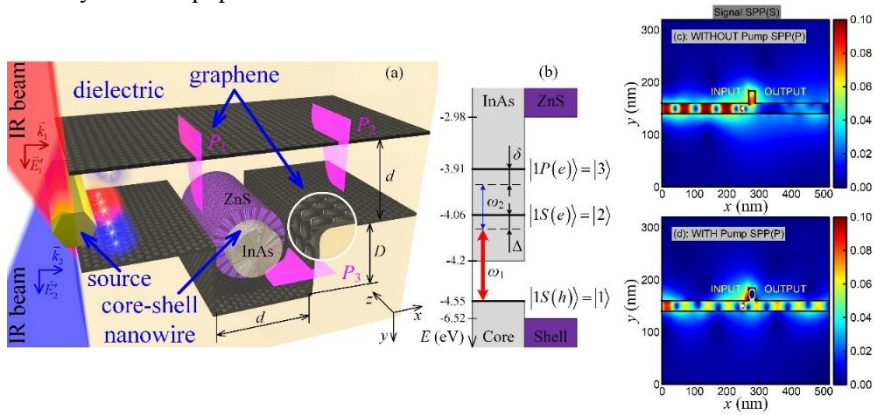 (a)
graphene
dielectric
IR beam
k⃗₁
E⃗₁'
P₁
P₂
d
ZnS
InAs
D
P₃
k⃗₂
E⃗₂'
IR beam
source
core-shell
nanowire
d
z
x
y
(b)
InAs
ZnS
-2.98
-3.91
δ
|1P(e)⟩ = |3⟩
ω₂
-4.06
|1S(e)⟩ = |2⟩
Δ
-4.2
ω₁
-4.55
|1S(h)⟩ = |1⟩
-6.52
E (eV)
Core
Shell
Signal SPP(S)
(c): WITHOUT Pump SPP(P)
INPUT
OUTPUT
y (nm)
300
200
100
0
0 100 200 300 400 500
x (nm)
0.10
0.08
0.06
0.04
0.02
0.00
(d): WITH Pump SPP(P)
INPUT
OUTPUT
y (nm)
300
200
100
0
0 100 200 300 400 500
x (nm)
0.10
0.08
0.06
0.04
0.02
0.00